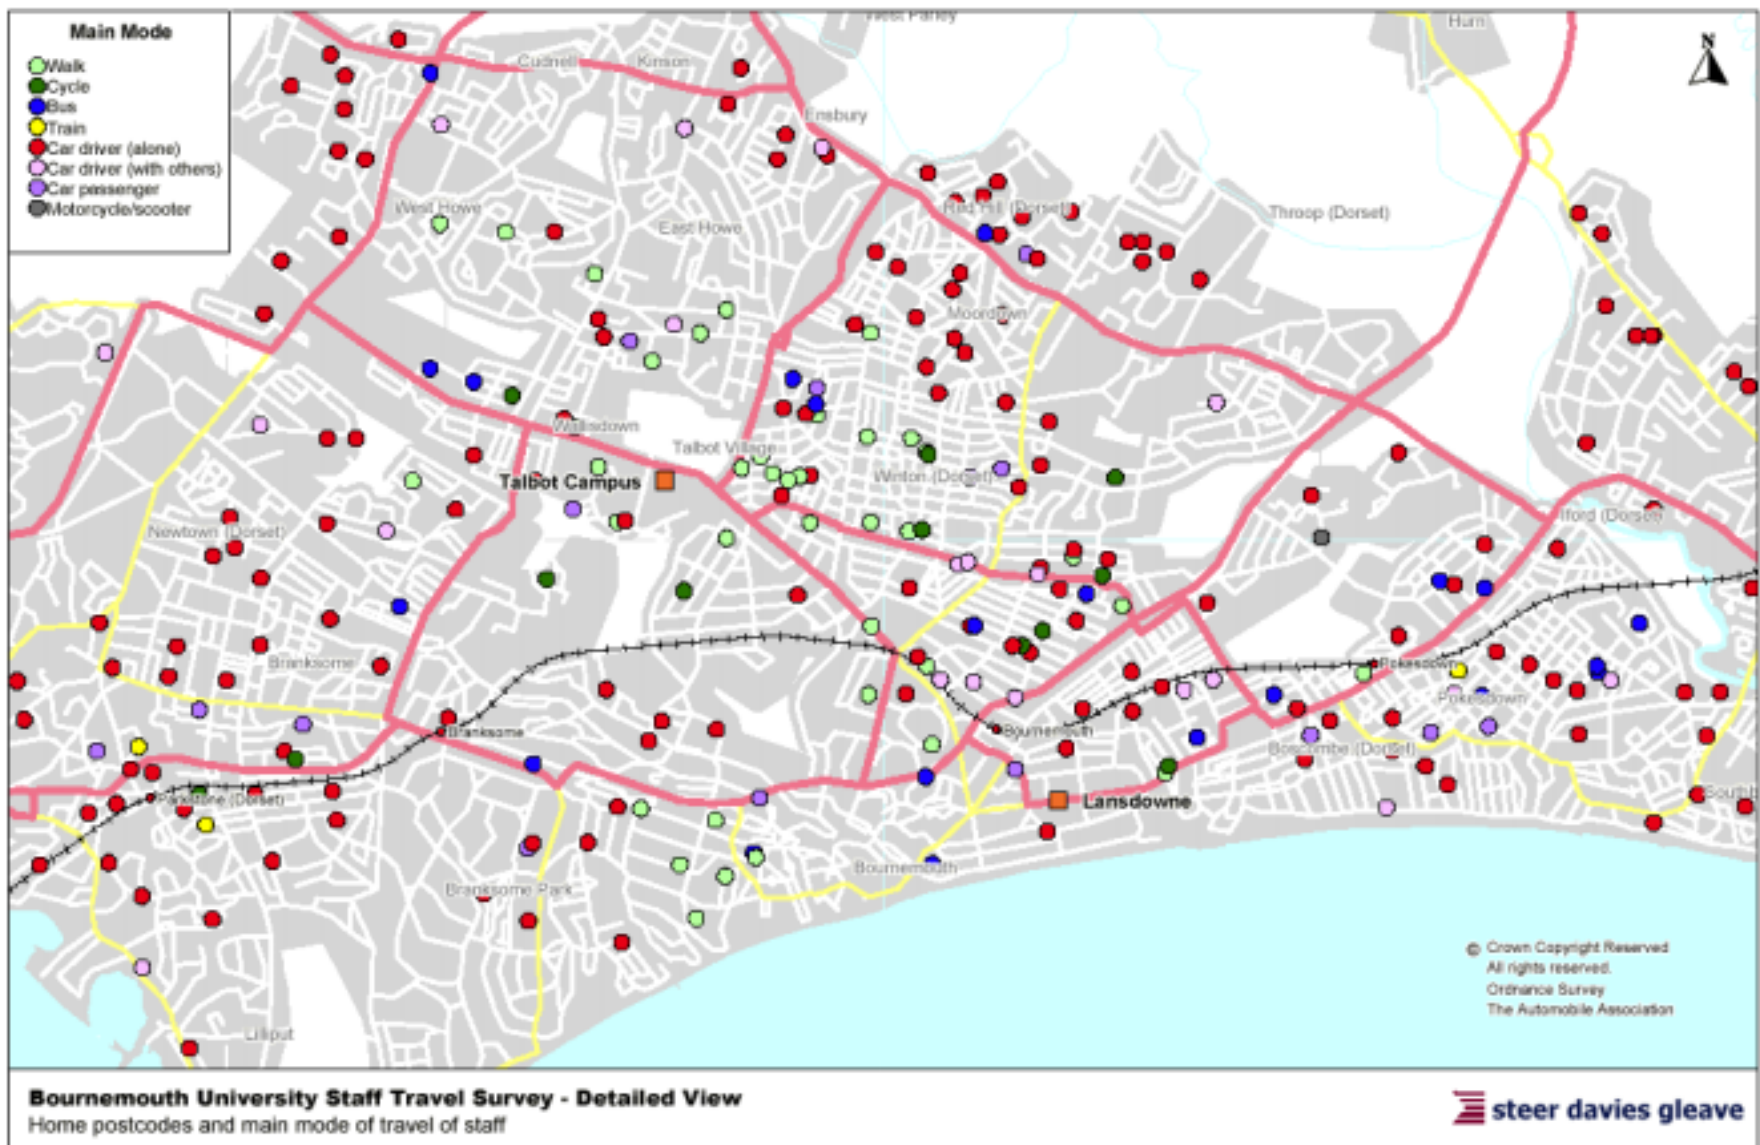 Main Mode
Walk
Cycle
Bus
Train
Car driver (alone)
Car driver (with others)
Car passenger
Motorcycle/scooter
West Parley
Hurn
N
Cudnell
Kinson
Ensbury
West Howe
East Howe
Red Hill (Dorset)
Throop (Dorset)
Moordown
Wallisdown
Talbot Village
Talbot Campus
Winton (Dorset)
Newtown (Dorset)
Iford (Dorset)
Branksome
Pokesdown
Pokesdown
Branksome
Bournemouth
Boscombe (Dorset)
Parkstone (Dorset)
Lansdowne
Southb
Bournemouth
Branksome Park
Lilliput
© Crown Copyright Reserved
All rights reserved.
Ordnance Survey
The Automobile Association
Bournemouth University Staff Travel Survey - Detailed View
Home postcodes and main mode of travel of staff
steer davies gleave